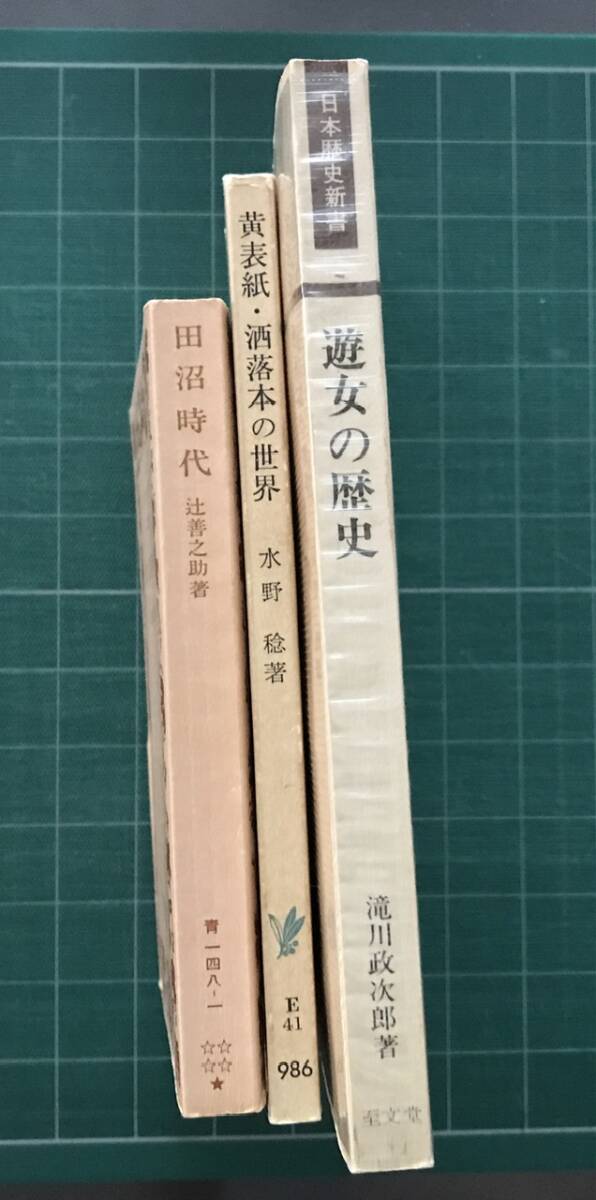 田沼時代
辻善之助著
青 一四八-一
☆☆
☆☆
★
黄表紙・洒落本の世界
水野 稔著
E
41
986
日本歴史新書
遊女の歴史
滝川政次郎著
至文堂